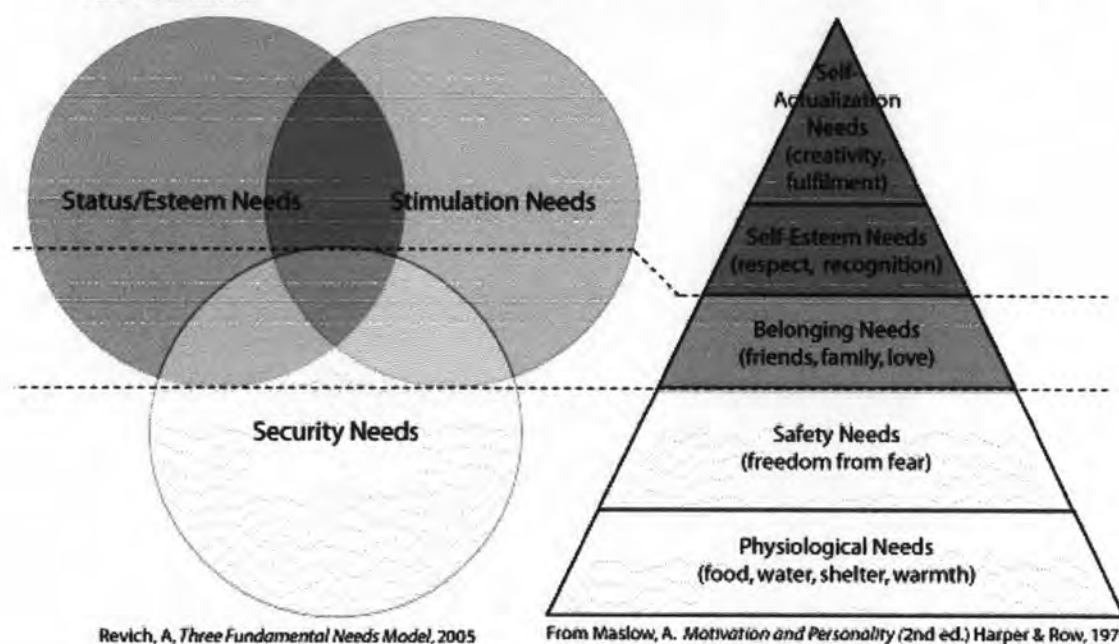 Status/Esteem Needs
Stimulation Needs
Security Needs
Self-
Actualization
Needs
(creativity,
fulfilment)
Self-Esteem Needs
(respect, recognition)
Belonging Needs
(friends, family, love)
Safety Needs
(freedom from fear)
Physiological Needs
(food, water, shelter, warmth)
Revich, A, Three Fundamental Needs Model, 2005
From Maslow, A. Motivation and Personality (2nd ed.) Harper & Row, 197